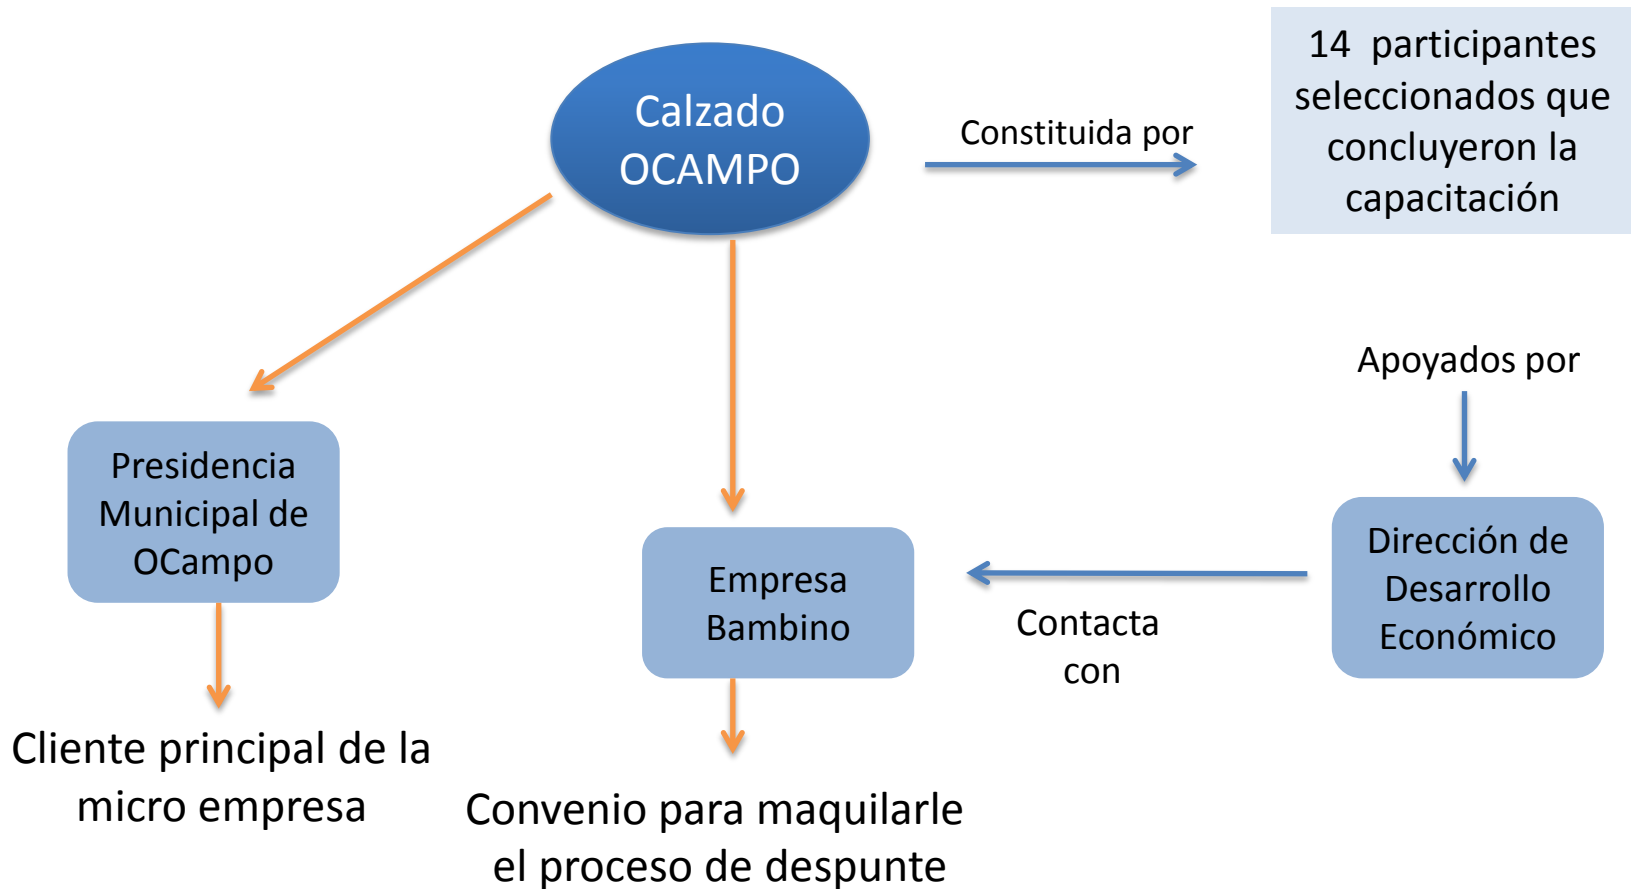 Calzado
OCAMPO
Constituida por
14 participantes
seleccionados que
concluyeron la
capacitación
Apoyados por
Presidencia
Municipal de
OCampo
Empresa
Bambino
Contacta
con
Dirección de
Desarrollo
Económico
Cliente principal de la
micro empresa
Convenio para maquilarle
el proceso de despunte